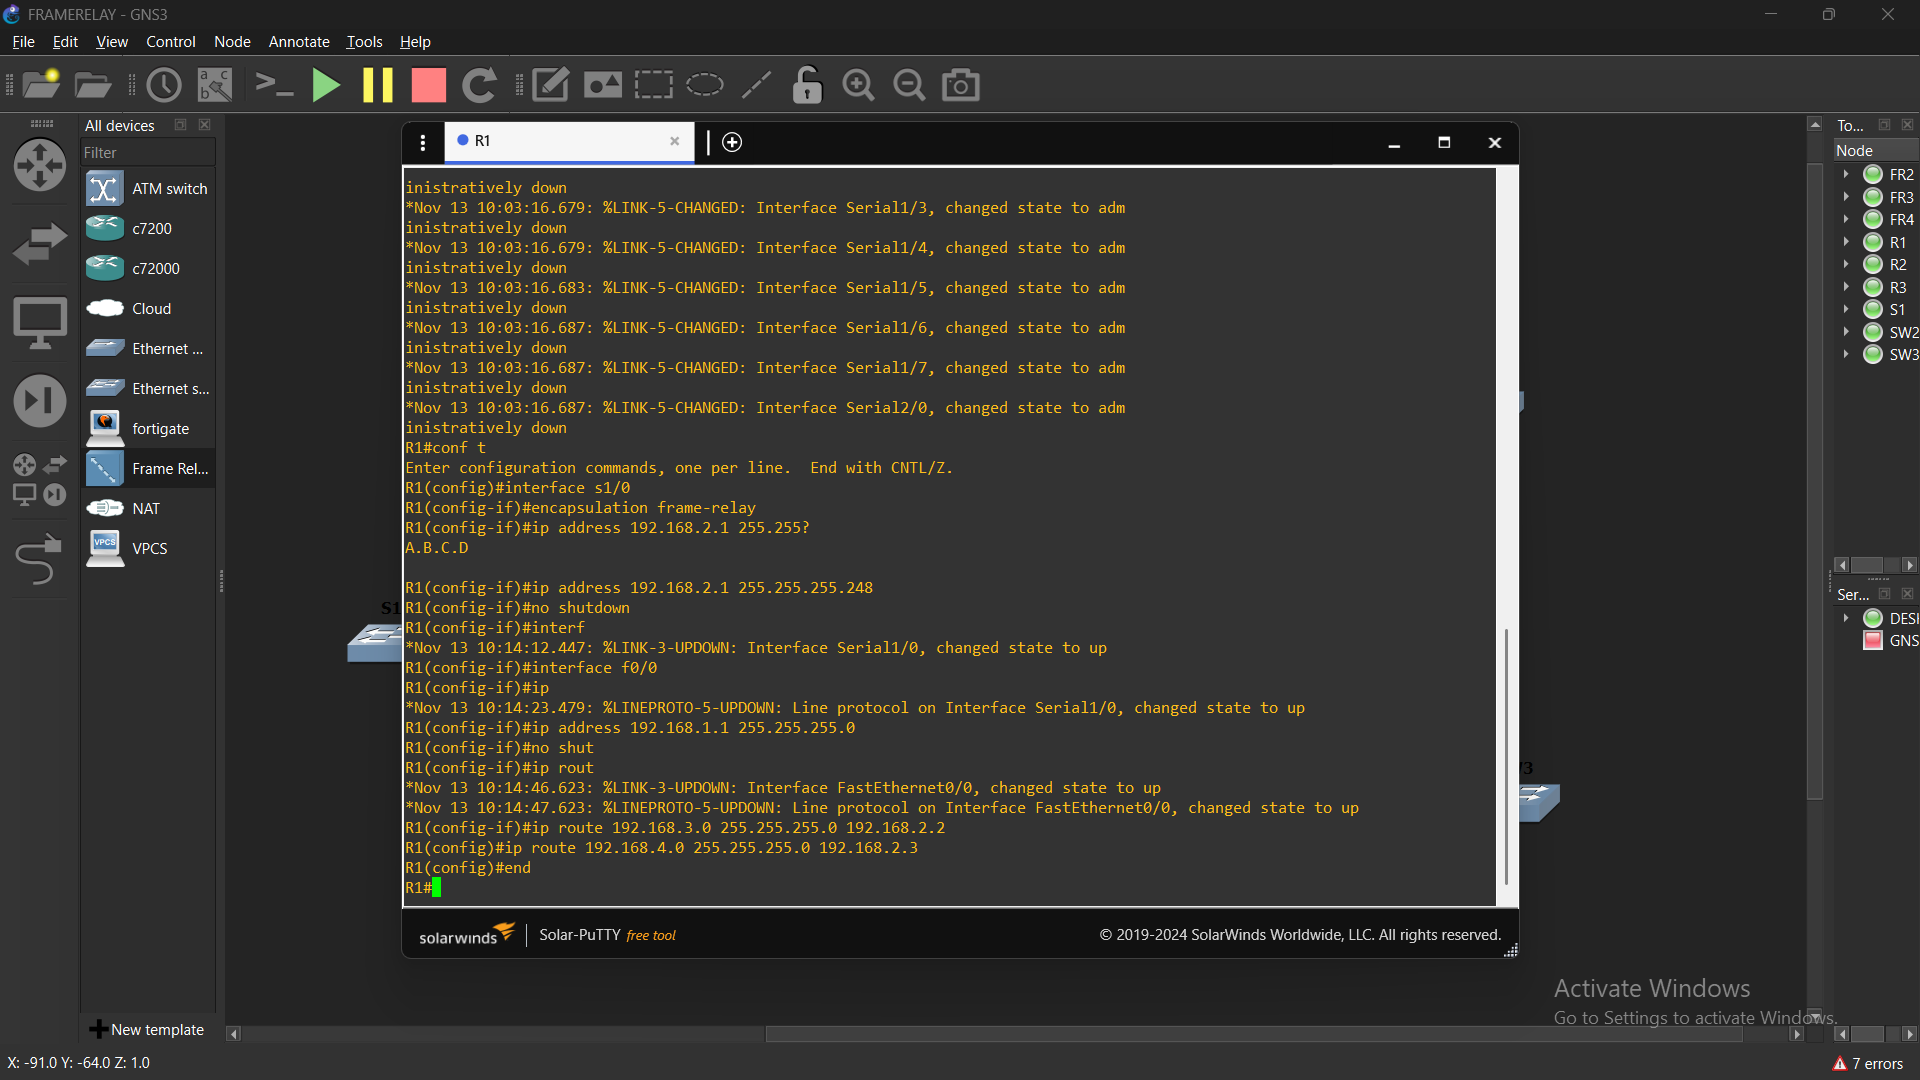 FRAMERELAY - GNS3
File Edit View Control Node Annotate Tools Help
All devices
Filter
ATM switch
c7200
c72000
Cloud
Ethernet ...
Ethernet s...
fortigate
Frame Rel...
NAT
VPCS
New template
S1
R1
inistratively down
*Nov 13 10:03:16.679: %LINK-5-CHANGED: Interface Serial1/3, changed state to adm
inistratively down
*Nov 13 10:03:16.679: %LINK-5-CHANGED: Interface Serial1/4, changed state to adm
inistratively down
*Nov 13 10:03:16.683: %LINK-5-CHANGED: Interface Serial1/5, changed state to adm
inistratively down
*Nov 13 10:03:16.687: %LINK-5-CHANGED: Interface Serial1/6, changed state to adm
inistratively down
*Nov 13 10:03:16.687: %LINK-5-CHANGED: Interface Serial1/7, changed state to adm
inistratively down
*Nov 13 10:03:16.687: %LINK-5-CHANGED: Interface Serial2/0, changed state to adm
inistratively down
R1#conf t
Enter configuration commands, one per line.  End with CNTL/Z.
R1(config)#interface s1/0
R1(config-if)#encapsulation frame-relay
R1(config-if)#ip address 192.168.2.1 255.255?
A.B.C.D
R1(config-if)#ip address 192.168.2.1 255.255.255.248
R1(config-if)#no shutdown
R1(config-if)#interf
*Nov 13 10:14:12.447: %LINK-3-UPDOWN: Interface Serial1/0, changed state to up
R1(config-if)#interface f0/0
R1(config-if)#ip
*Nov 13 10:14:23.479: %LINEPROTO-5-UPDOWN: Line protocol on Interface Serial1/0, changed state to up
R1(config-if)#ip address 192.168.1.1 255.255.255.0
R1(config-if)#no shut
R1(config-if)#ip rout
*Nov 13 10:14:46.623: %LINK-3-UPDOWN: Interface FastEthernet0/0, changed state to up
*Nov 13 10:14:47.623: %LINEPROTO-5-UPDOWN: Line protocol on Interface FastEthernet0/0, changed state to up
R1(config-if)#ip route 192.168.3.0 255.255.255.0 192.168.2.2
R1(config)#ip route 192.168.4.0 255.255.255.0 192.168.2.3
R1(config)#end
R1#
solarwinds Solar-PuTTY free tool
© 2019-2024 SolarWinds Worldwide, LLC. All rights reserved.
To...
Node
FR2
FR3
FR4
R1
R2
R3
S1
SW2
SW3
Ser...
DESI
GNS
Activate Windows
Go to Settings to activate Windows.
X: -91.0 Y: -64.0 Z: 1.0
7 errors